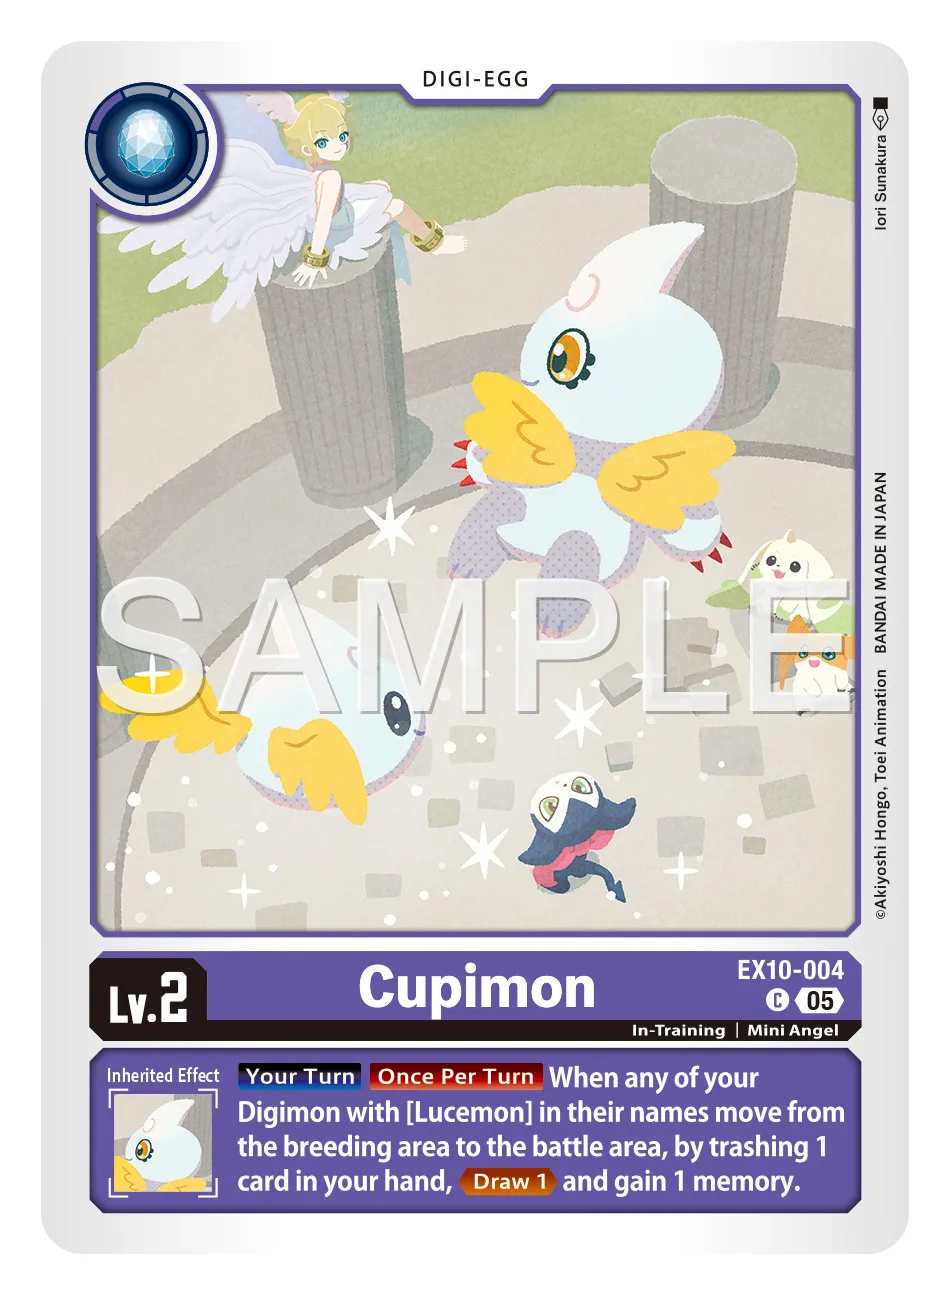 DIGI-EGG
Iori Sunakura
SAMPLE
©Akiyoshi Hongo, Toei Animation BANDAI MADE IN JAPAN
Lv.2
Cupimon
EX10-004
C 05
In-Training | Mini Angel
Inherited Effect
Your Turn Once Per Turn When any of your
Digimon with [Lucemon] in their names move from
the breeding area to the battle area, by trashing 1
card in your hand, Draw 1 and gain 1 memory.